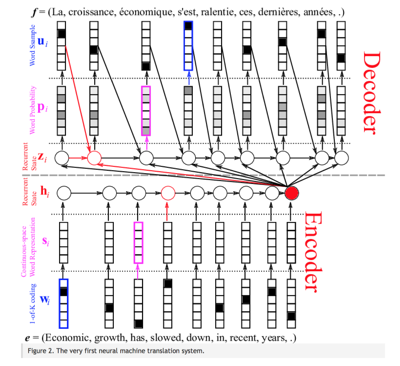 f = (La, croissance, économique, s'est, ralentie, ces, dernières, années, .)
Word Ssample
u_i
Word Probability
p_i
Recurrent State
z_i
Decoder
Recurrent State
h_i
Continuous-space Word Representation
s_i
1-of-K coding
w_i
Encoder
e = (Economic, growth, has, slowed, down, in, recent, years, .)
Figure 2. The very first neural machine translation system.